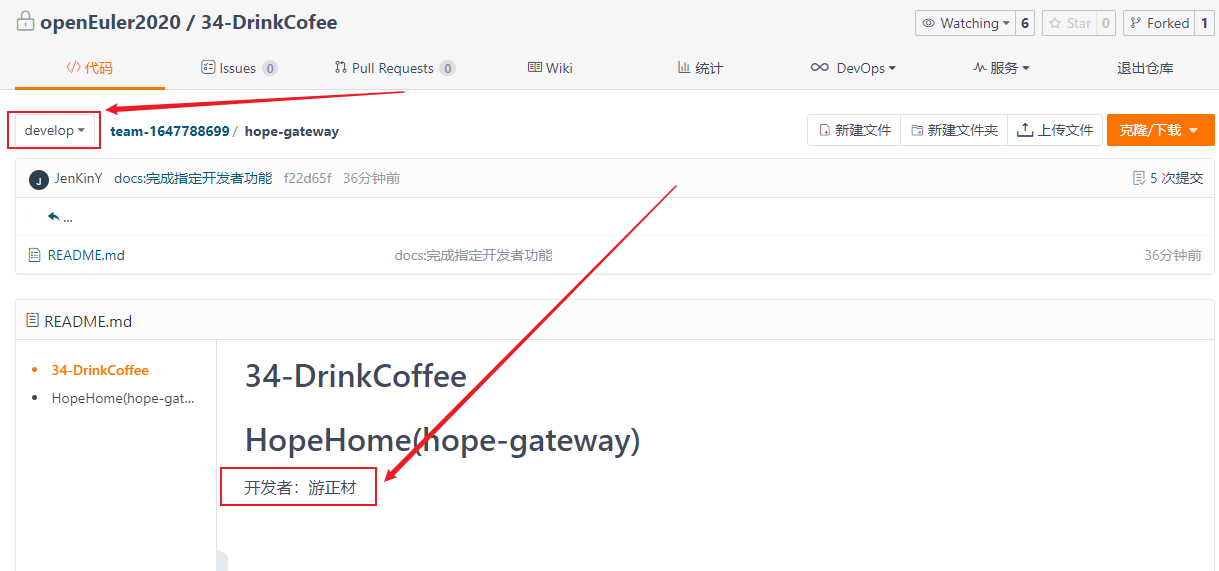 openEuler2020 / 34-DrinkCofee
Watching 6 Star 0 Forked 1
代码 Issues 0 Pull Requests 0 Wiki 统计 DevOps 服务 退出仓库
develop team-1647788699 / hope-gateway 新建文件 新建文件夹 上传文件 克隆/下载
J JenKinY docs:完成指定开发者功能 f22d65f 36分钟前 5 次提交
...
README.md docs:完成指定开发者功能 36分钟前
README.md
34-DrinkCoffee
HopeHome(hope-gat...
34-DrinkCoffee
HopeHome(hope-gateway)
开发者：游正材